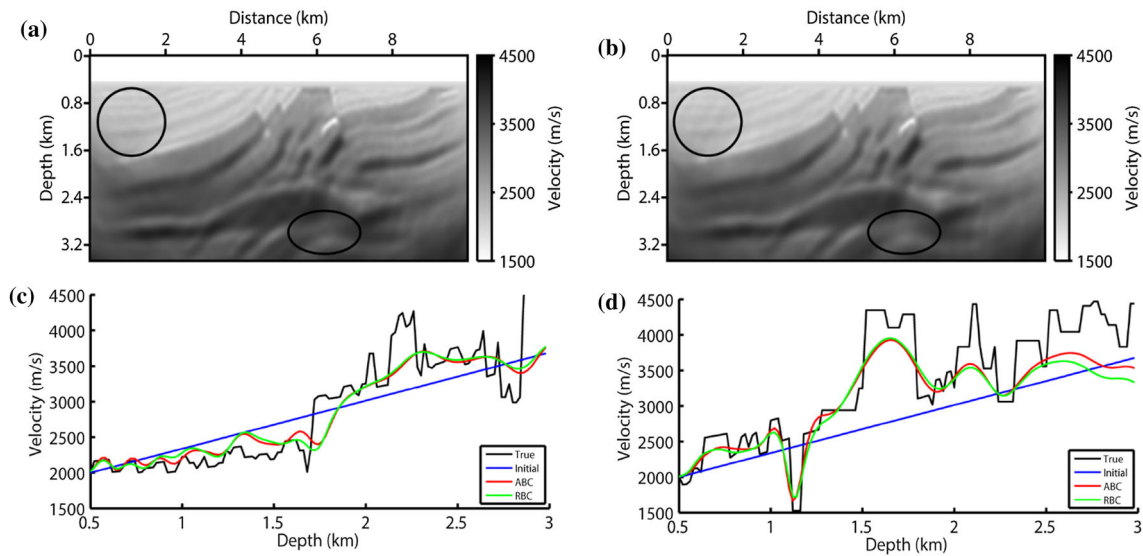 (a)
Distance (km)
0 2 4 6 8
0
0.8
1.6
2.4
3.2
Depth (km)
4500
3500
2500
1500
Velocity (m/s)
(b)
Distance (km)
0 2 4 6 8
0
0.8
1.6
2.4
3.2
Depth (km)
4500
3500
2500
1500
Velocity (m/s)
(c)
4500
4000
3500
3000
2500
2000
1500
Velocity (m/s)
True
Initial
ABC
RBC
0.5 1 1.5 2 2.5 3
Depth (km)
(d)
4500
4000
3500
3000
2500
2000
1500
Velocity (m/s)
True
Initial
ABC
RBC
0.5 1 1.5 2 2.5 3
Depth (km)